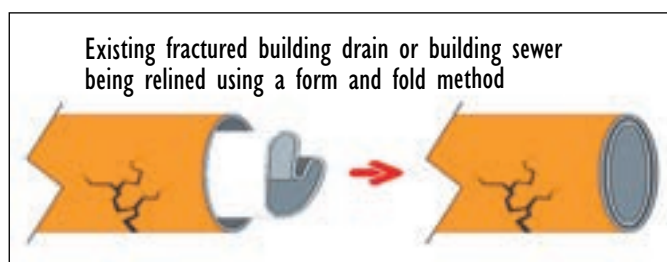 Existing fractured building drain or building sewer
being relined using a form and fold method